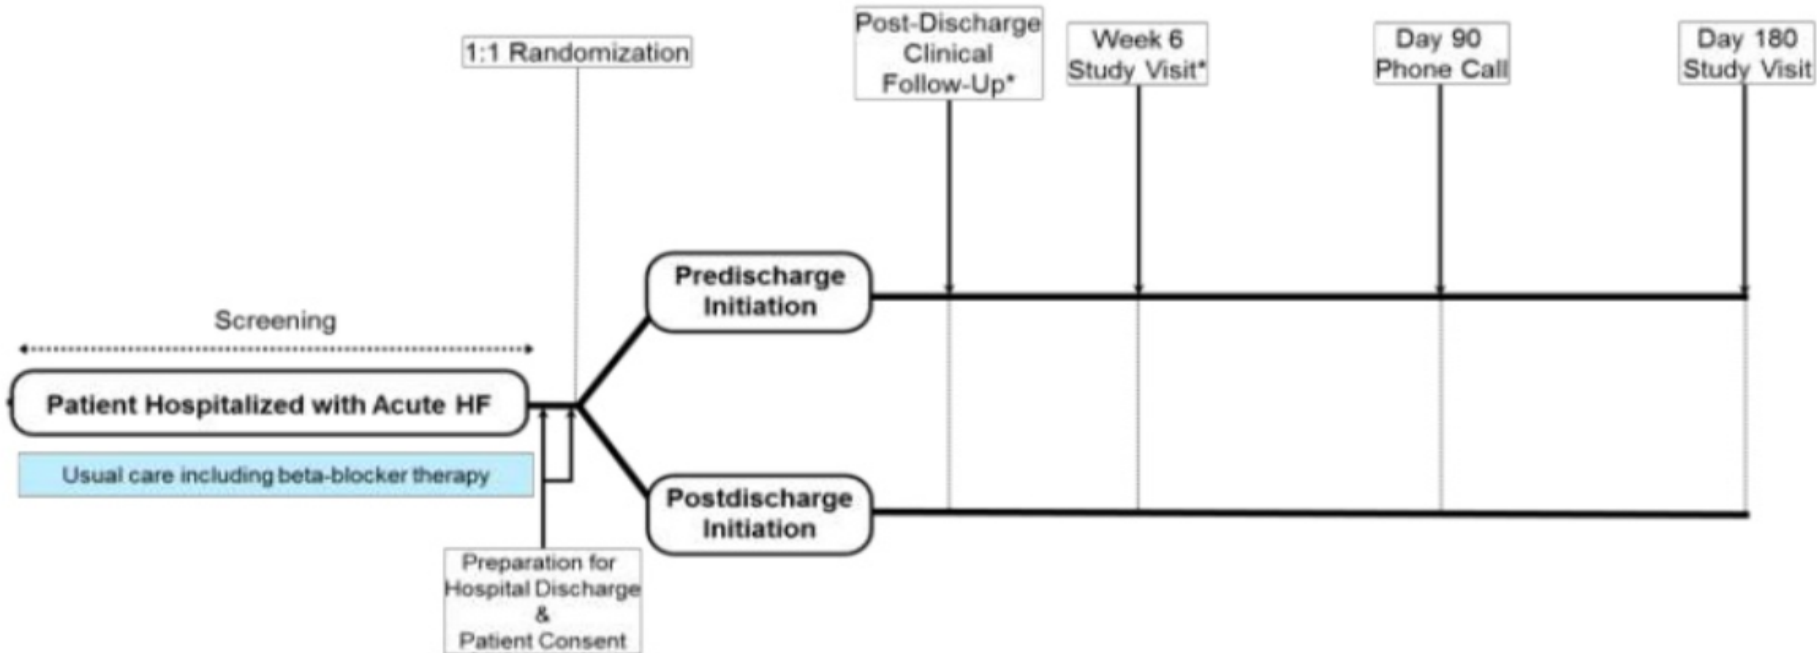 1:1 Randomization
Post-Discharge
Clinical
Follow-Up*
Week 6
Study Visit*
Day 90
Phone Call
Day 180
Study Visit
Screening
Patient Hospitalized with Acute HF
Usual care including beta-blocker therapy
Predischarge
Initiation
Postdischarge
Initiation
Preparation for
Hospital Discharge
&
Patient Consent